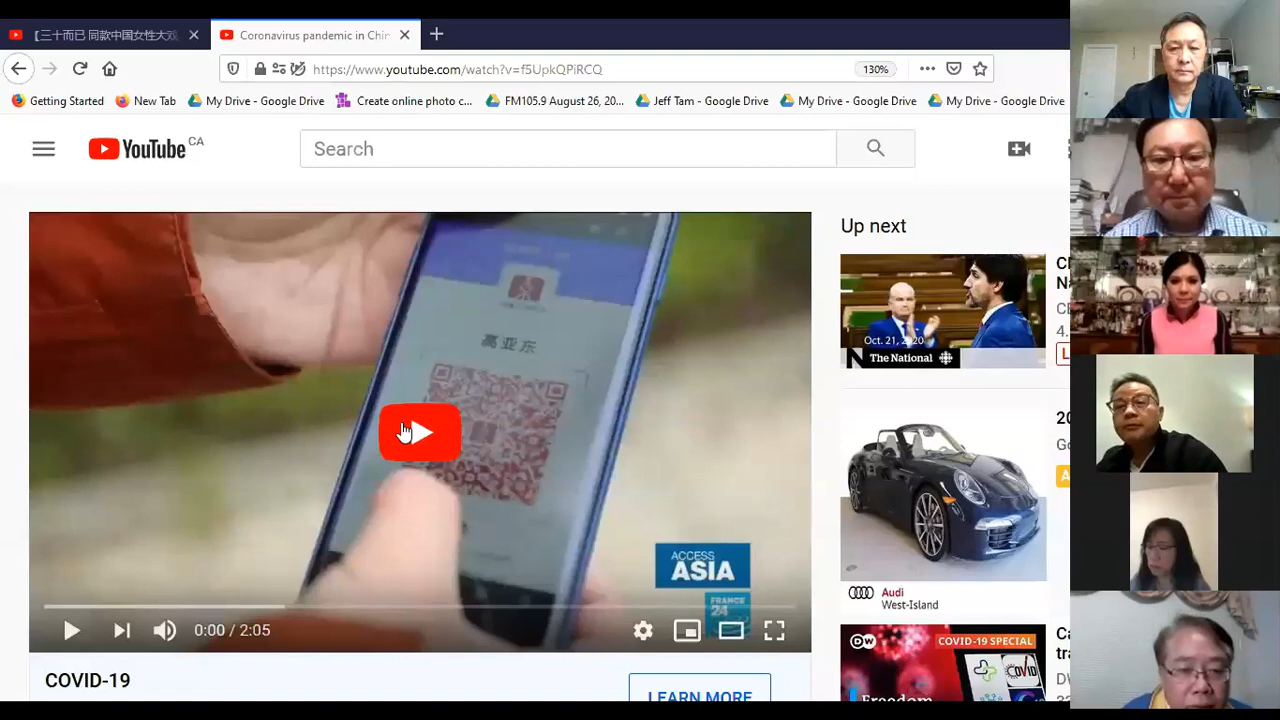 【三十而已 同款中国女性大戏
Coronavirus pandemic in Chin
https://www.youtube.com/watch?v=f5UpkQPiRCQ
130%
Getting Started
New Tab
My Drive - Google Drive
Create online photo c...
FM105.9 August 26, 20...
Jeff Tam - Google Drive
My Drive - Google Drive
My Drive - Google Drive
YouTube CA
Search
高亚东
ACCESS
ASIA
FRANCE
24
0:00 / 2:05
COVID-19
LEARN MORE
Up next
Oct. 21, 2020
N The National
Audi
West-Island
DW
COVID-19 SPECIAL
COVID
Freedom